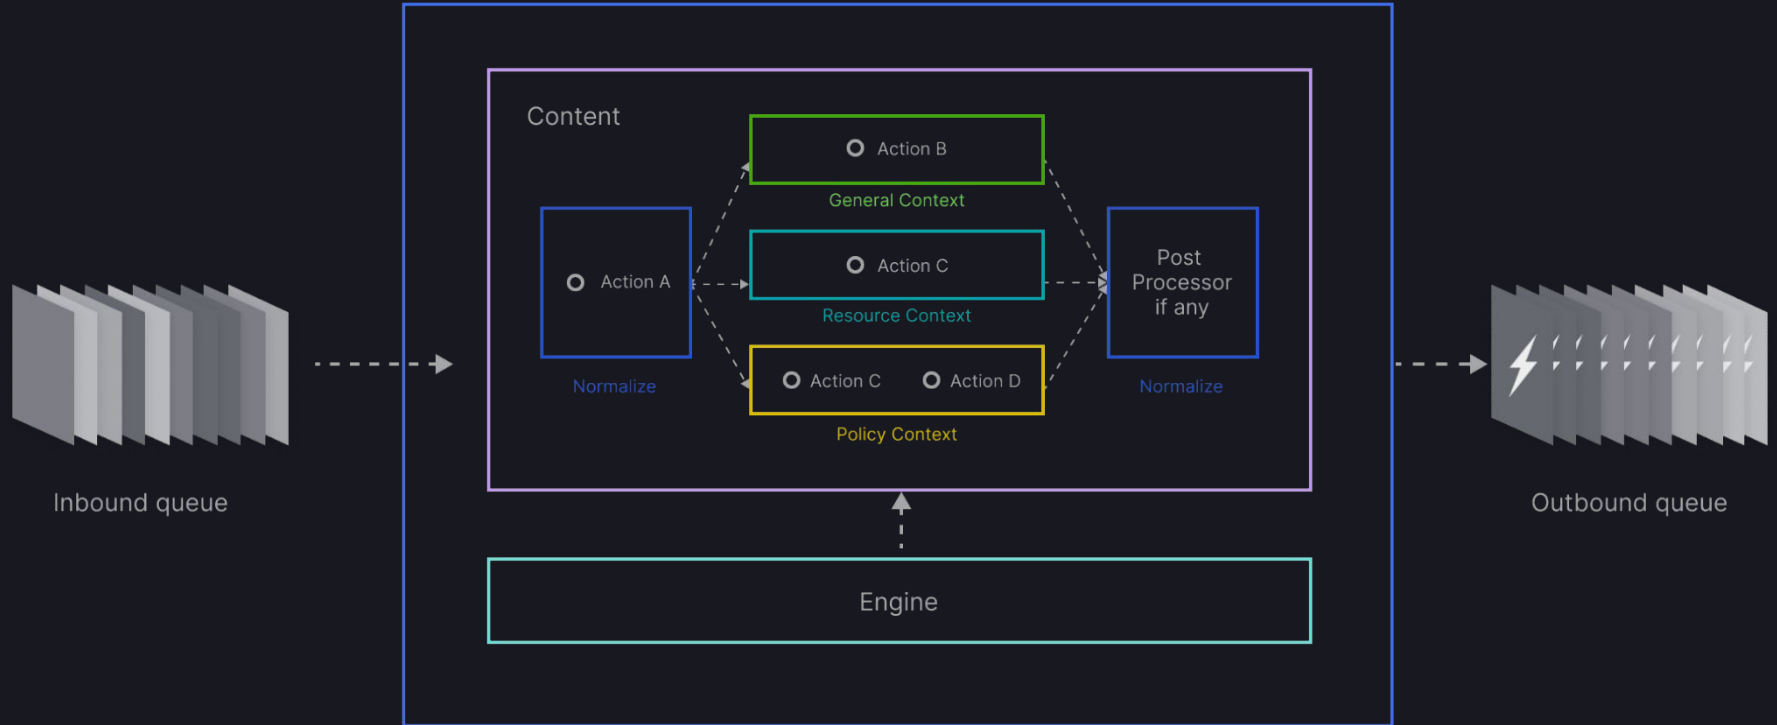 Content
Action B
General Context
Action A
Normalize
Action C
Resource Context
Action C
Action D
Policy Context
Post
Processor
if any
Normalize
Inbound queue
Outbound queue
Engine